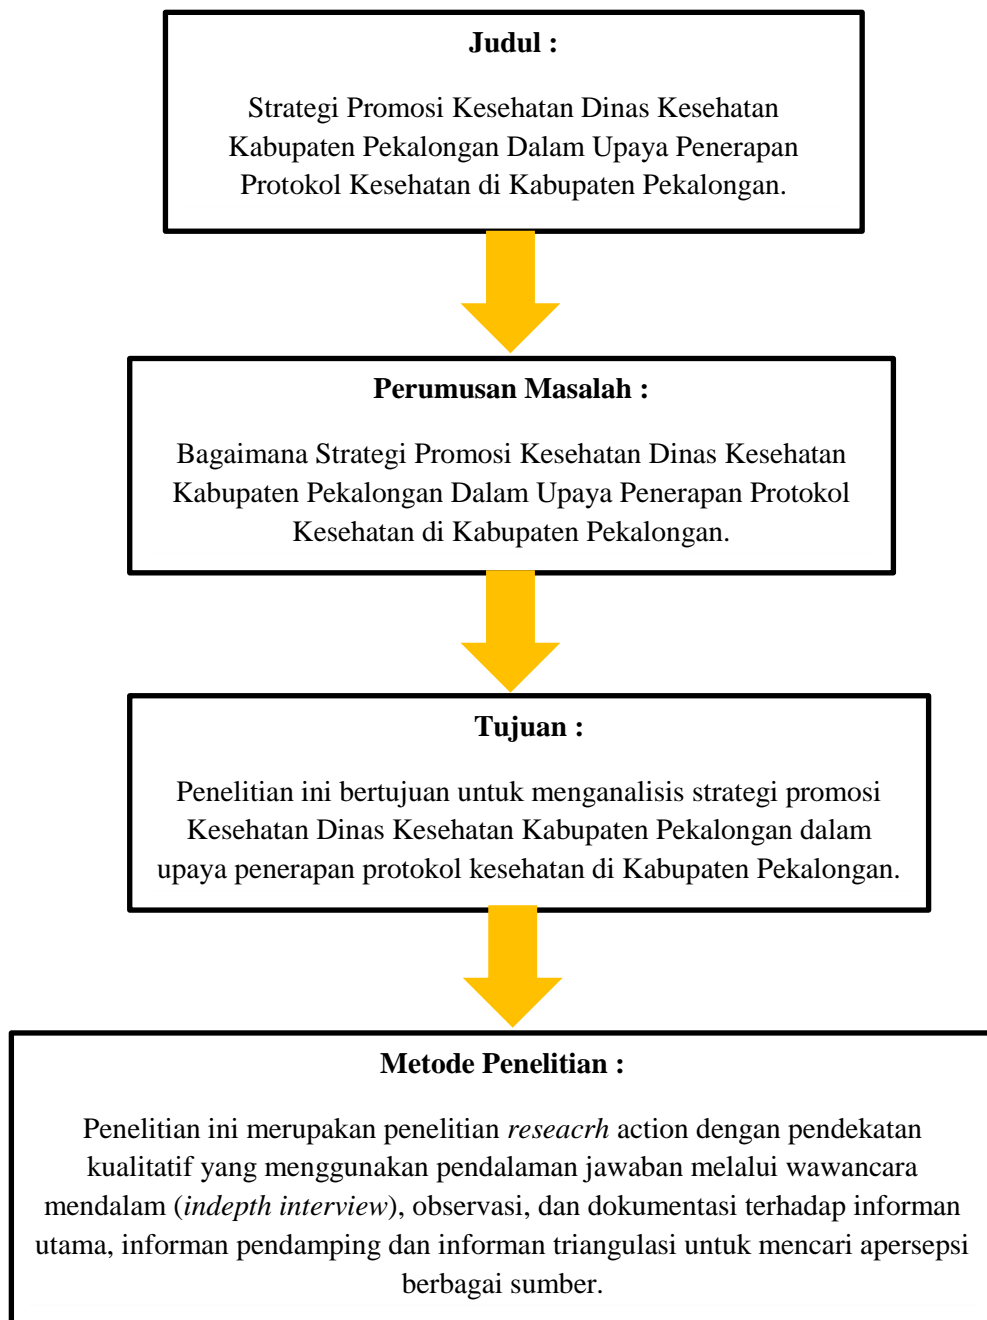 Judul :
Strategi Promosi Kesehatan Dinas Kesehatan
Kabupaten Pekalongan Dalam Upaya Penerapan
Protokol Kesehatan di Kabupaten Pekalongan.
Perumusan Masalah :
Bagaimana Strategi Promosi Kesehatan Dinas Kesehatan
Kabupaten Pekalongan Dalam Upaya Penerapan Protokol
Kesehatan di Kabupaten Pekalongan.
Tujuan :
Penelitian ini bertujuan untuk menganalisis strategi promosi
Kesehatan Dinas Kesehatan Kabupaten Pekalongan dalam
upaya penerapan protokol kesehatan di Kabupaten Pekalongan.
Metode Penelitian :
Penelitian ini merupakan penelitian reseacrh action dengan pendekatan
kualitatif yang menggunakan pendalaman jawaban melalui wawancara
mendalam (indepth interview), observasi, dan dokumentasi terhadap informan
utama, informan pendamping dan informan triangulasi untuk mencari apersepsi
berbagai sumber.